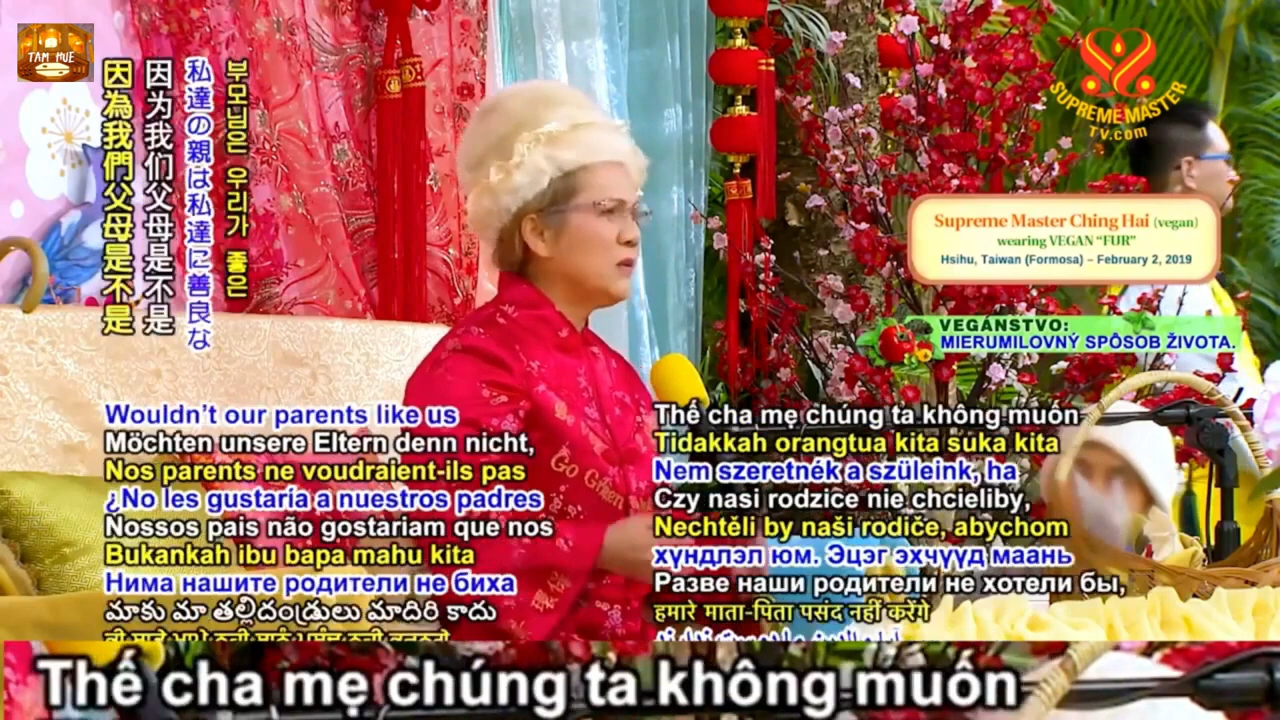 TAM HUE
因為我們父母是不是
因为我们父母是不是
私達の親は私達に善良な
부모님은 우리가 좋은
SUPREME MASTER
TV.com
Supreme Master Ching Hai (vegan)
wearing VEGAN “FUR”
Hsihu, Taiwan (Formosa) – February 2, 2019
VEGÁNSTVO:
MIERUMILOVNÝ SPÔSOB ŽIVOTA.
Go Green
Wouldn’t our parents like us
Möchten unsere Eltern denn nicht,
Nos parents ne voudraient-ils pas
¿No les gustaría a nuestros padres
Nossos pais não gostariam que nos
Bukankah ibu bapa mahu kita
Нима нашите родители не биха
మాకు మా తల్లిదండ్రులు మాదిరి కాదు
Thế cha mẹ chúng ta không muốn
Tidakkah orangtua kita suka kita
Nem szeretnék a szüleink, ha
Czy nasi rodzice nie chcieliby,
Nechtěli by naši rodiče, abychom
хүндлэл юм. Эцэг эхчүүд маань
Разве наши родители не хотели бы,
हमारे माता-पिता पसंद नहीं करेंगे
Thế cha mẹ chúng ta không muốn